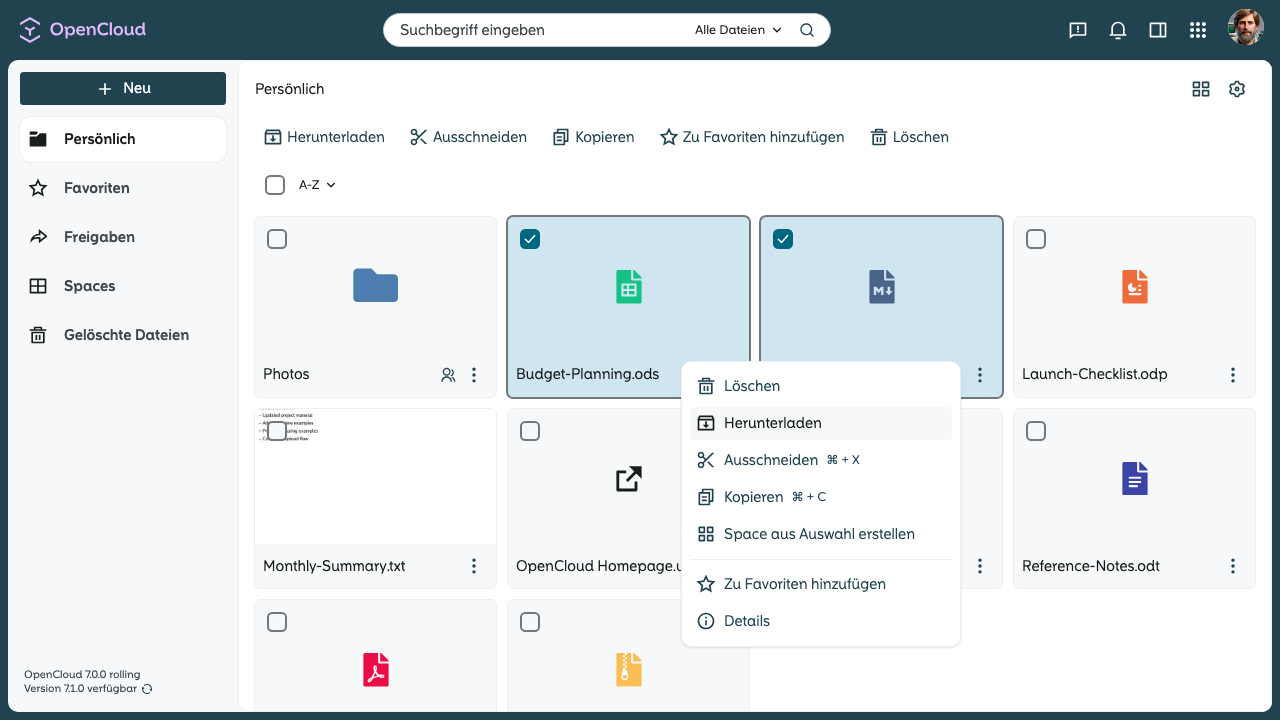 OpenCloud
Suchbegriff eingeben
Alle Dateien
Neu
Persönlich
Favoriten
Freigaben
Spaces
Gelöschte Dateien
OpenCloud 7.0.0 rolling
Version 7.1.0 verfügbar
Persönlich
Herunterladen
Ausschneiden
Kopieren
Zu Favoriten hinzufügen
Löschen
A-Z
Photos
Budget-Planning.ods
M
Launch-Checklist.odp
Löschen
Herunterladen
Ausschneiden ⌘ + X
Kopieren ⌘ + C
Space aus Auswahl erstellen
Zu Favoriten hinzufügen
Details
- Updated project material
Monthly-Summary.txt
OpenCloud Homepage.u
Reference-Notes.odt